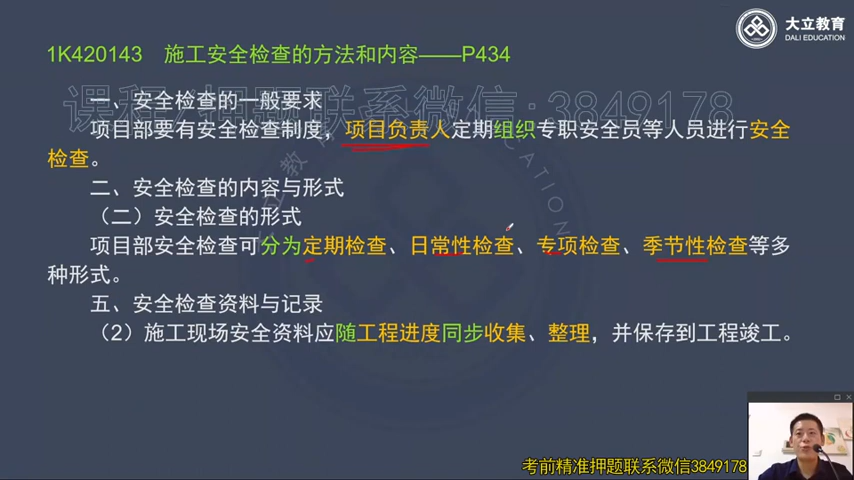 大立教育
DALI EDUCATION
1K420143 施工安全检查的方法和内容——P434
课程/押题联系微信:3849178
一、安全检查的一般要求
项目部要有安全检查制度，项目负责人定期组织专职安全员等人员进行安全
检查。
二、安全检查的内容与形式
（二）安全检查的形式
项目部安全检查可分为定期检查、日常性检查、专项检查、季节性检查等多
种形式。
五、安全检查资料与记录
（2）施工现场安全资料应随工程进度同步收集、整理，并保存到工程竣工。
考前精准押题联系微信3849178